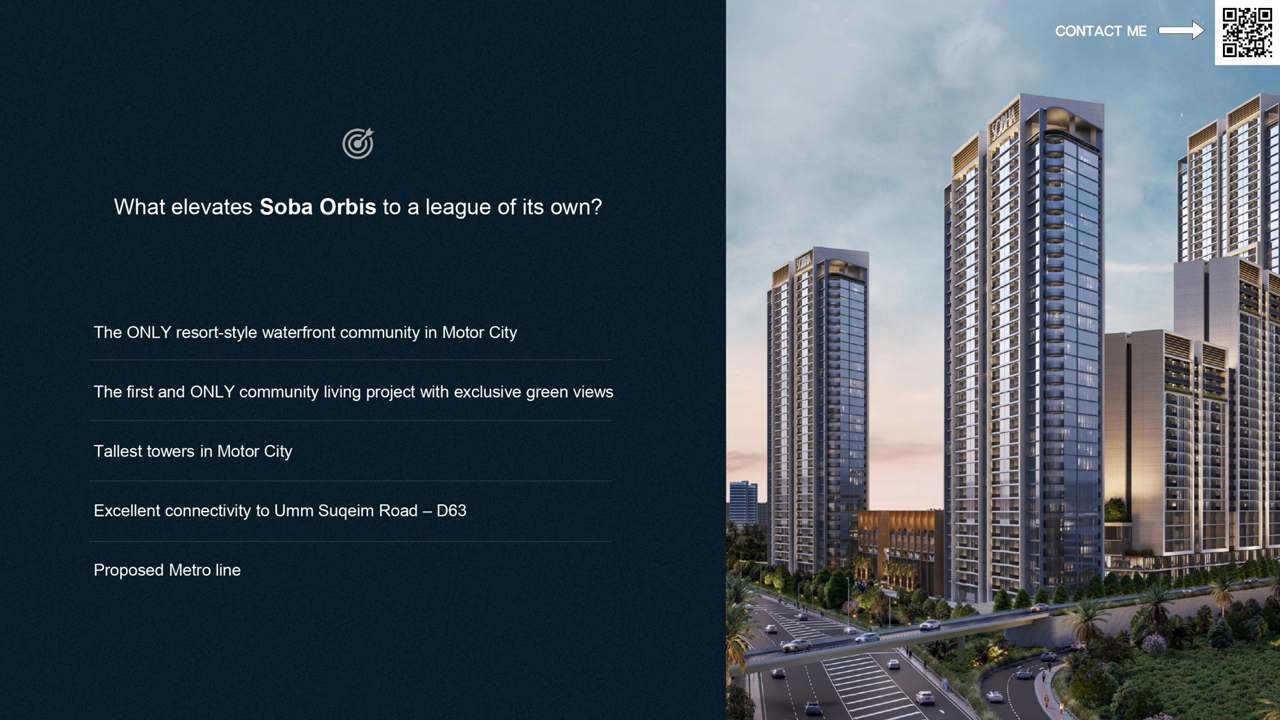 CONTACT ME
What elevates Soba Orbis to a league of its own?
The ONLY resort-style waterfront community in Motor City
The first and ONLY community living project with exclusive green views
Tallest towers in Motor City
Excellent connectivity to Umm Suqeim Road – D63
Proposed Metro line
SOBHA
SOBHA